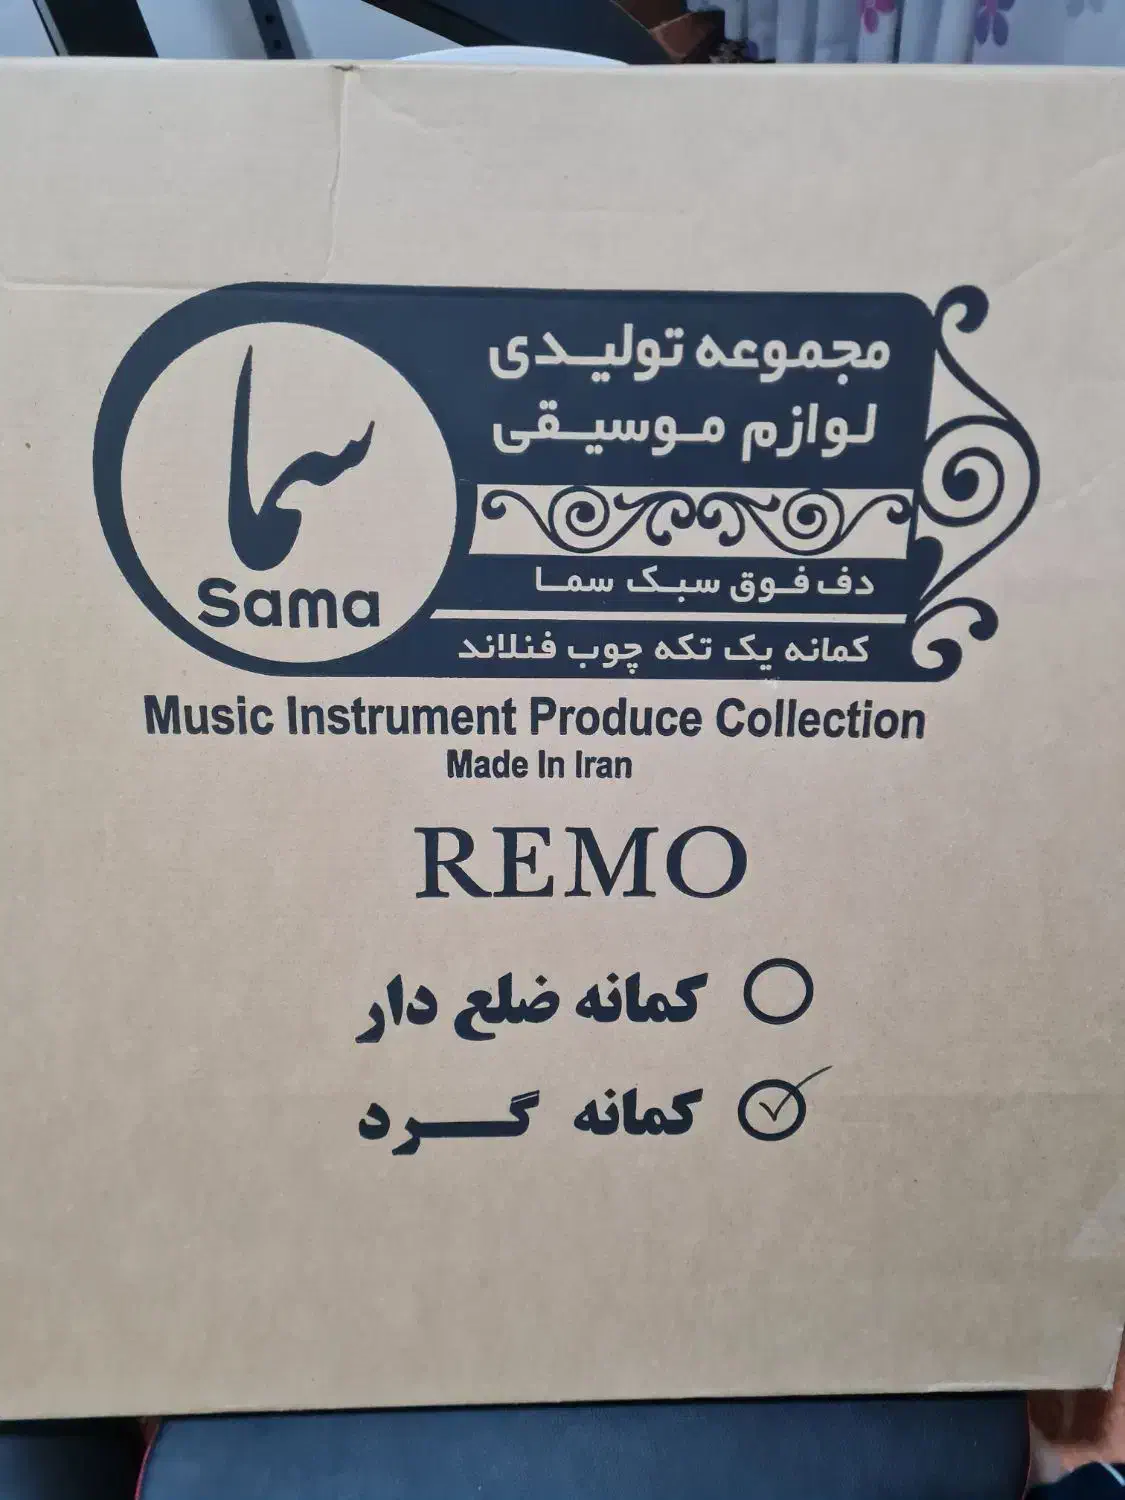 مجموعه تولیدی
لوازم موسیقی
سما
Sama
دف فوق سبک سما
کمانه یک تکه چوب فنلاند
Music Instrument Produce Collection
Made In Iran
REMO
کمانه ضلع دار
کمانه گرد